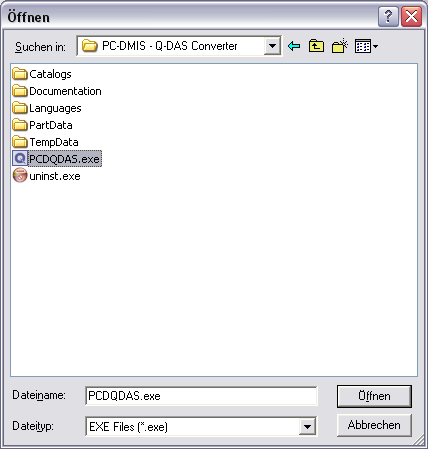 Öffnen
Suchen in: PC-DMIS - Q-DAS Converter
Catalogs
Documentation
Languages
PartData
TempData
PCDQDAS.exe
uninst.exe
Dateiname: PCDQDAS.exe Öffnen
Dateityp: EXE Files (*.exe) Abbrechen